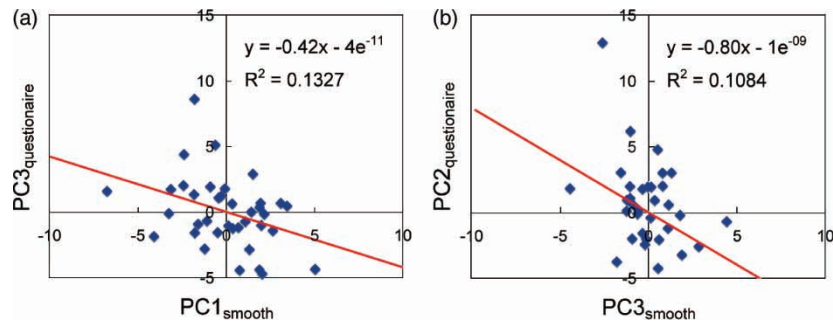 (a)
15
y = -0.42x - 4e-11
R2 = 0.1327
10
5
0
-10
-5
0
5
10
-5
PC3questionaire
PC1smooth
(b)
15
y = -0.80x - 1e-09
R2 = 0.1084
10
5
0
-10
-5
0
5
10
-5
PC2questionaire
PC3smooth